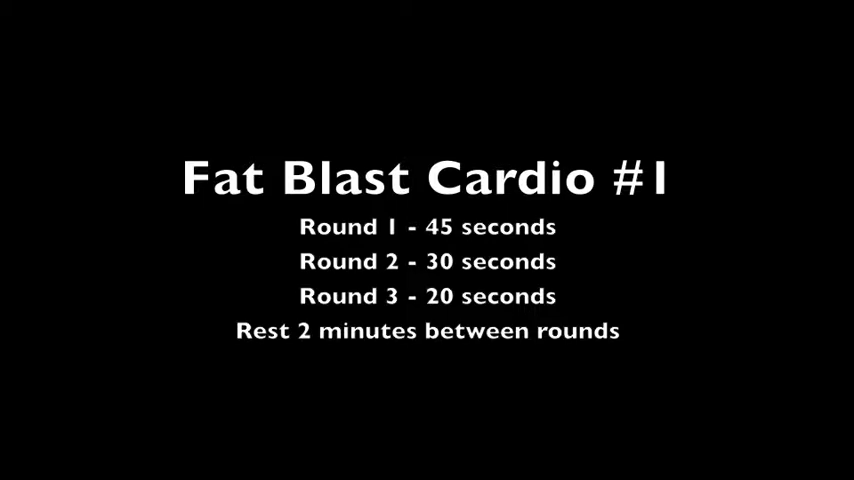 Fat Blast Cardio #1
Round 1 - 45 seconds
Round 2 - 30 seconds
Round 3 - 20 seconds
Rest 2 minutes between rounds